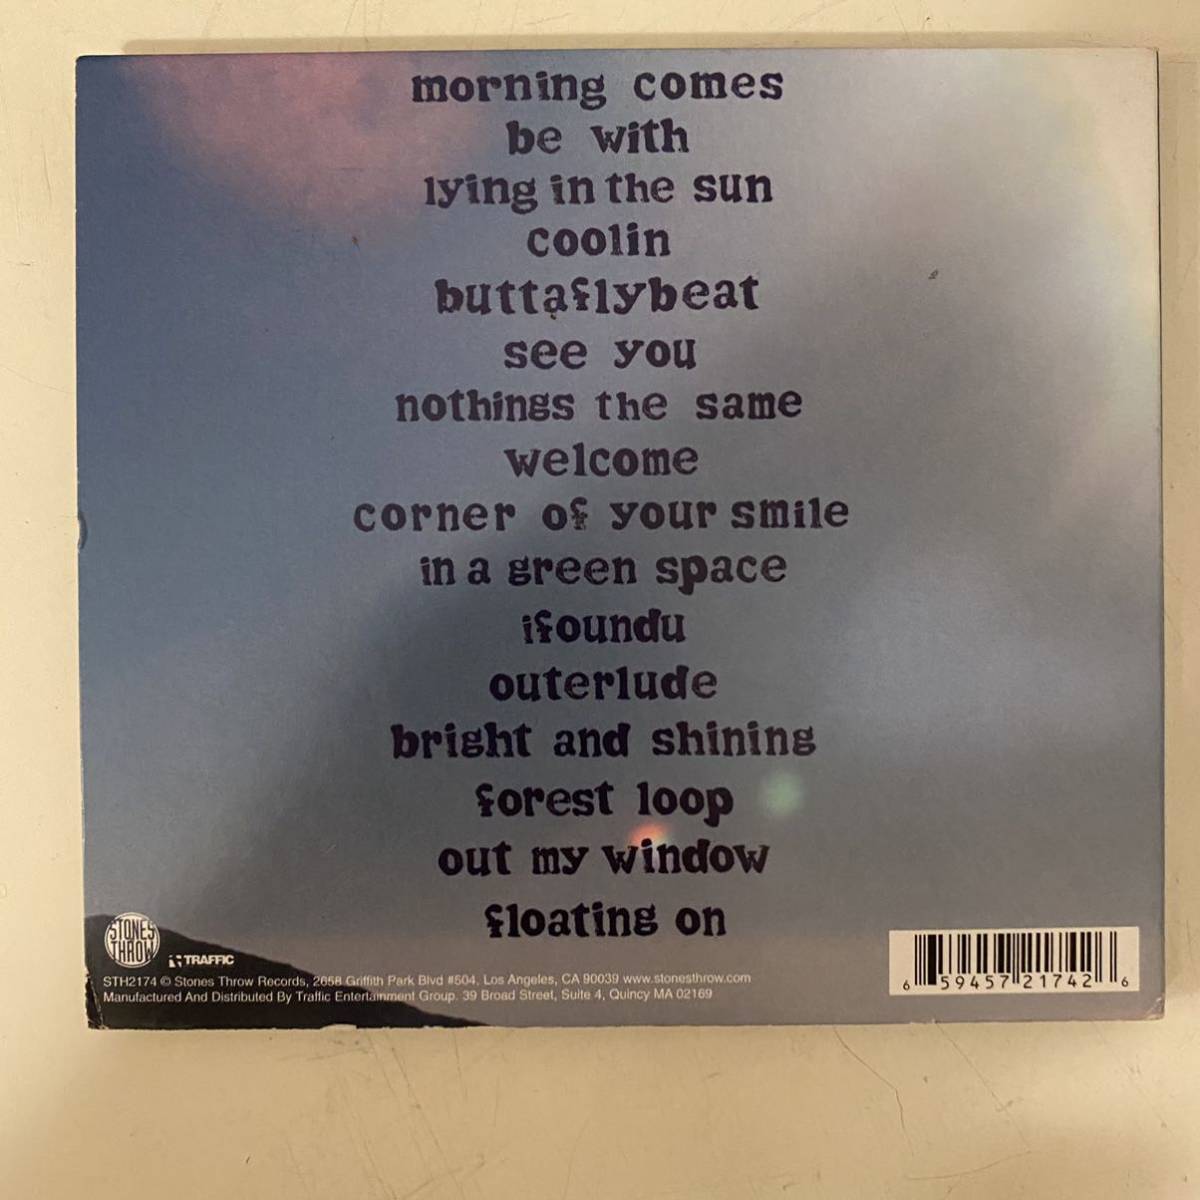 morning comes
be with
lying in the sun
coolin
buttaflybeat
see you
nothings the same
welcome
corner of your smile
in a green space
ifoundu
outerlude
bright and shining
forest loop
out my window
floating on
STONES
THROW
TRAFFIC
STH2174 © Stones Throw Records, 2658 Griffith Park Blvd #504, Los Angeles, CA 90039 www.stonesthrow.com
Manufactured And Distributed By Traffic Entertainment Group. 39 Broad Street, Suite 4, Quincy MA 02169
6 59457 21742 6